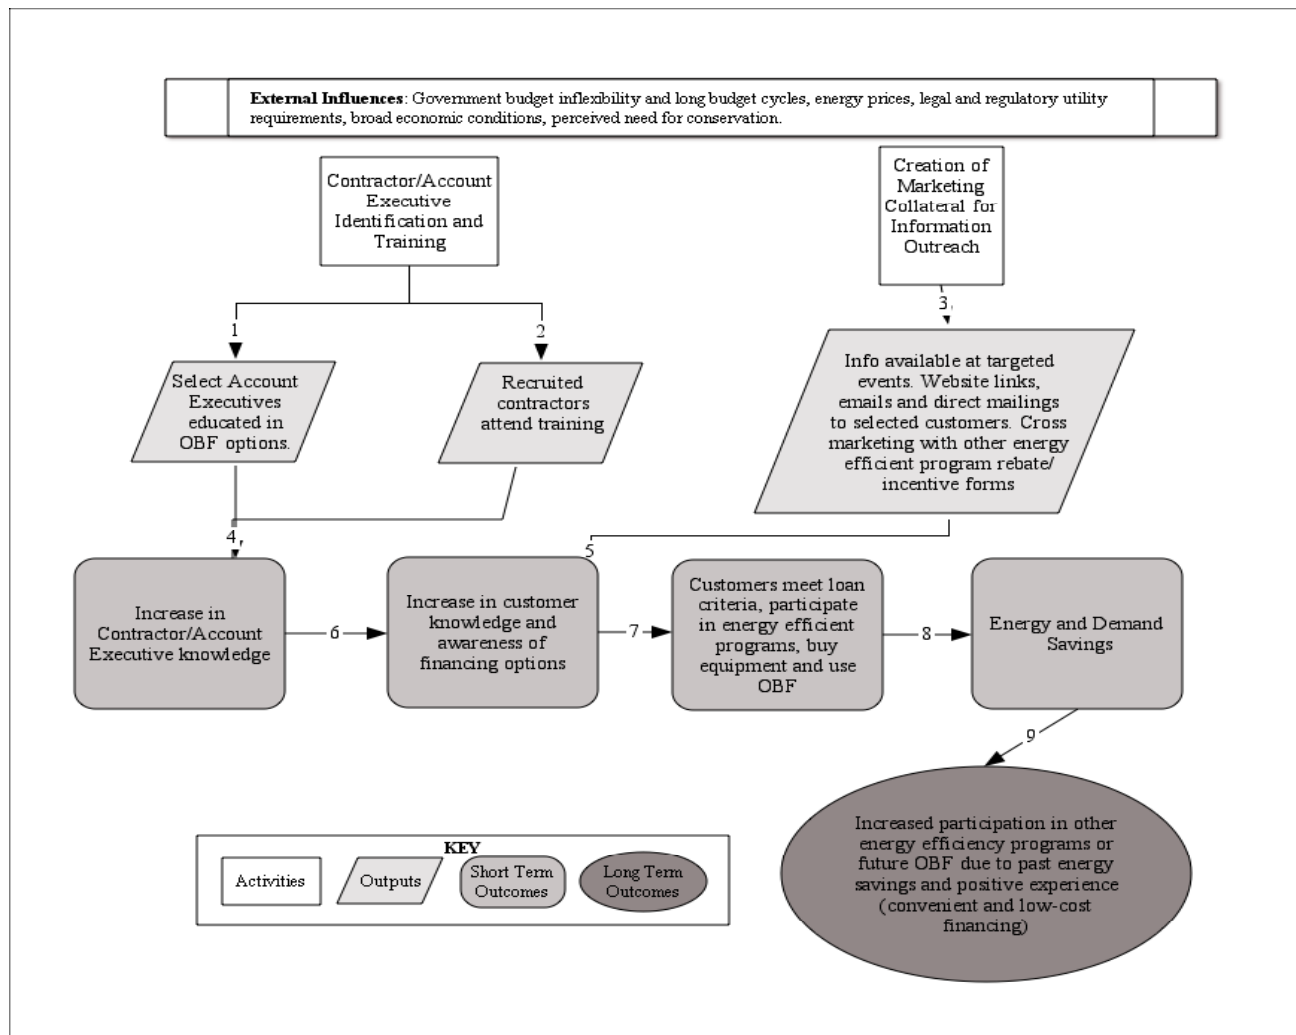 External Influences: Government budget inflexibility and long budget cycles, energy prices, legal and regulatory utility
requirements, broad economic conditions, perceived need for conservation.
Contractor/Account
Executive
Identification and
Training
Creation of
Marketing
Collateral for
Information
Outreach
1
2
3
Select Account
Executives
educated in
OBF options.
Recruited
contractors
attend training
Info available at targeted
events. Website links,
emails and direct mailings
to selected customers. Cross
marketing with other energy
efficient program rebate/
incentive forms
4
5
Increase in
Contractor/Account
Executive knowledge
6
Increase in customer
knowledge and
awareness of
financing options
7
Customers meet loan
criteria, participate
in energy efficient
programs, buy
equipment and use
OBF
8
Energy and Demand
Savings
9
Increased participation in other
energy efficiency programs or
future OBF due to past energy
savings and positive experience
(convenient and low-cost
financing)
KEY
Activities
Outputs
Short Term
Outcomes
Long Term
Outcomes